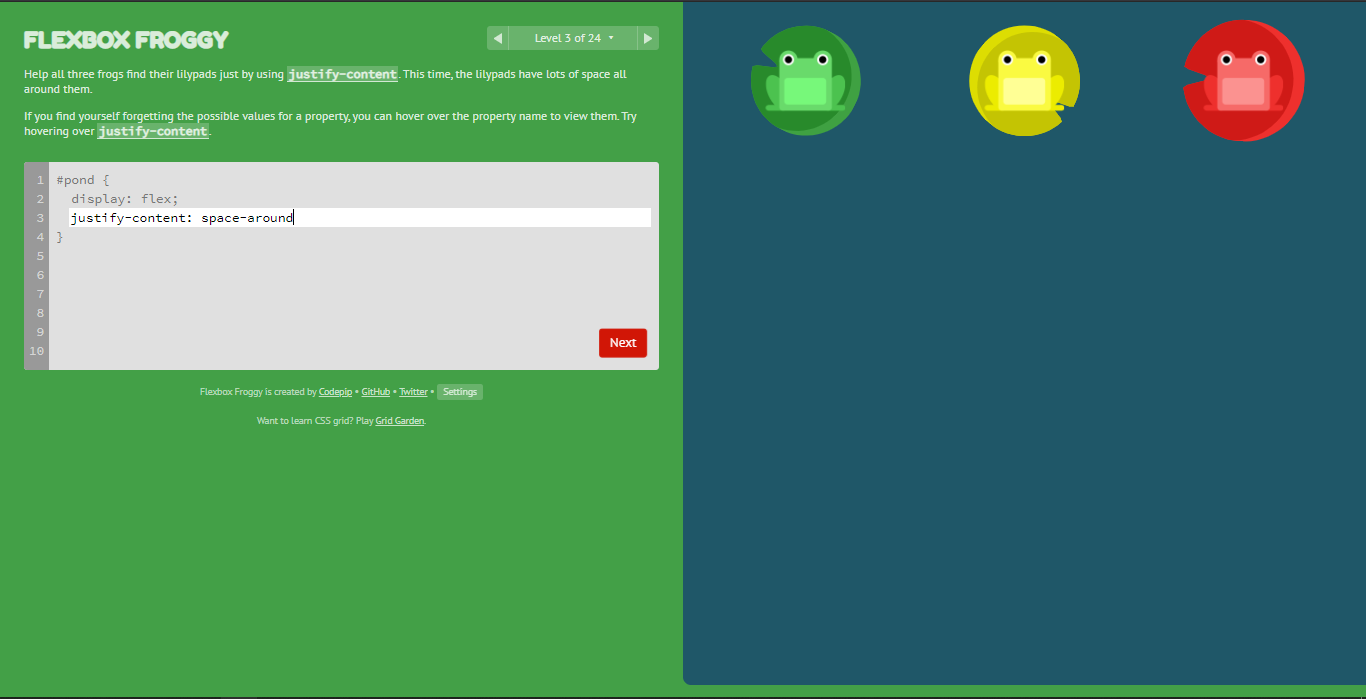 FLEXBOX FROGGY
Level 3 of 24
Help all three frogs find their lilypads just by using justify-content. This time, the lilypads have lots of space all
around them.
If you find yourself forgetting the possible values for a property, you can hover over the property name to view them. Try
hovering over justify-content.
1 #pond {
2 display: flex;
3 justify-content: space-around
4 }
5
6
7
8
9
10
Next
Flexbox Froggy is created by Codepip • GitHub • Twitter • Settings
Want to learn CSS grid? Play Grid Garden.